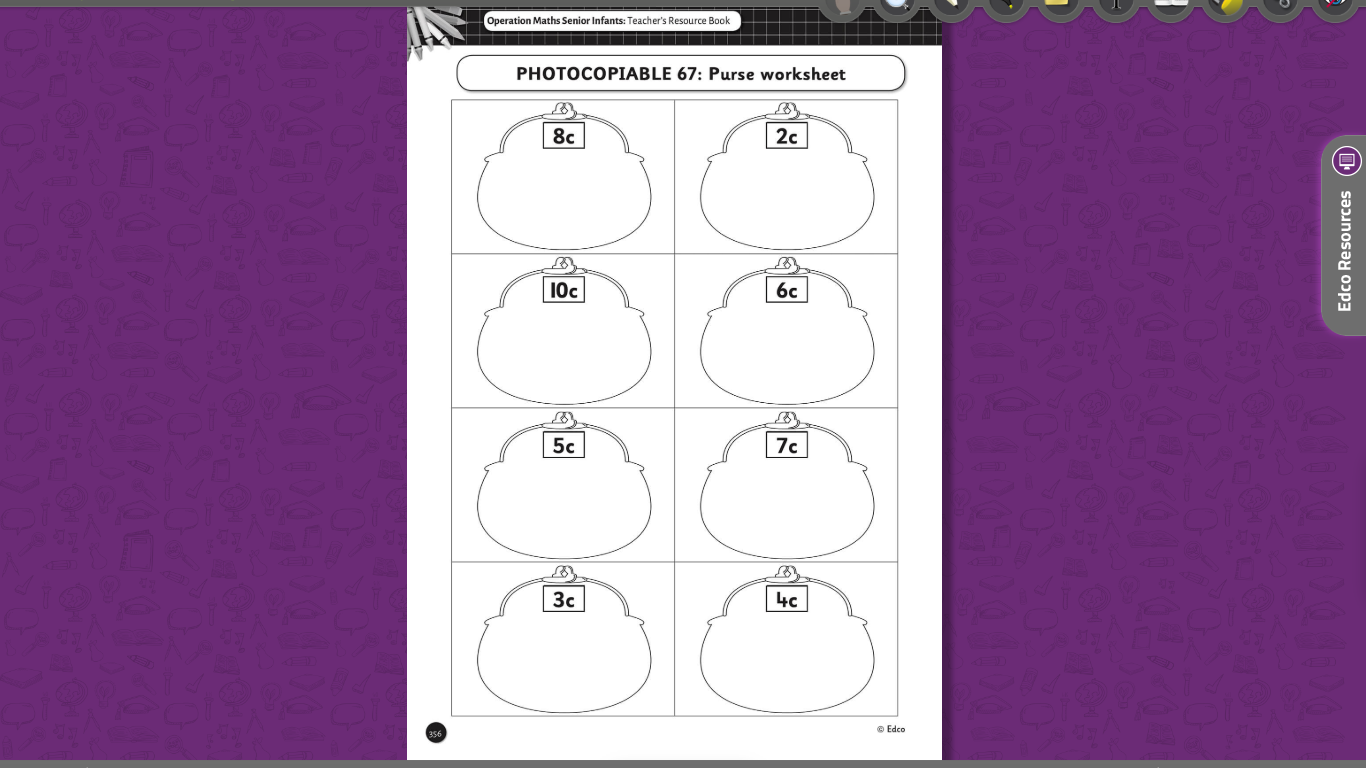 Operation Maths Senior Infants: Teacher's Resource Book
PHOTOCOPIABLE 67: Purse worksheet
8c
2c
10c
6c
5c
7c
3c
4c
356
© Edco
Edco Resources